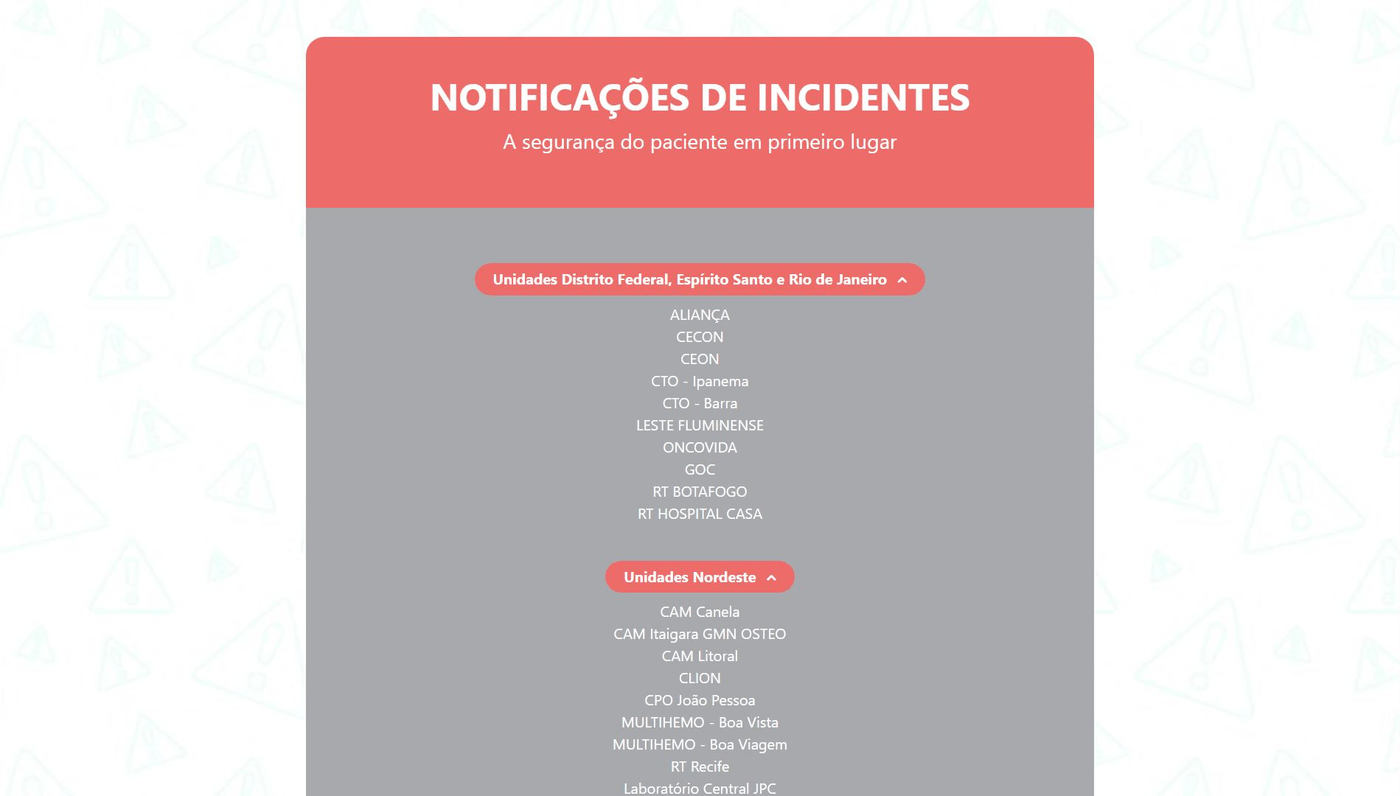 NOTIFICAÇÕES DE INCIDENTES
A segurança do paciente em primeiro lugar
Unidades Distrito Federal, Espírito Santo e Rio de Janeiro
ALIANÇA
CECON
CEON
CTO - Ipanema
CTO - Barra
LESTE FLUMINENSE
ONCOVIDA
GOC
RT BOTAFOGO
RT HOSPITAL CASA
Unidades Nordeste
CAM Canela
CAM Itaigara GMN OSTEO
CAM Litoral
CLION
CPO João Pessoa
MULTIHEMO - Boa Vista
MULTIHEMO - Boa Viagem
RT Recife
Laboratório Central JPC